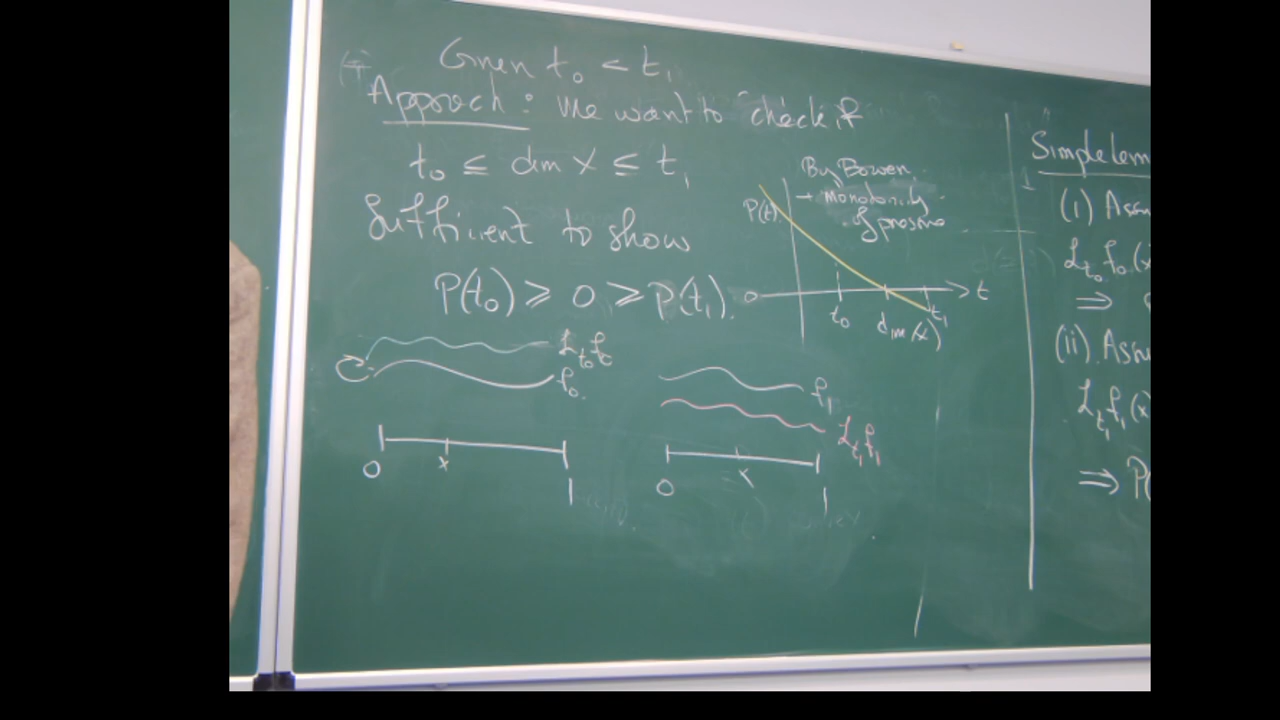 Given t₀ < t₁
Approach: We want to check if
t₀ ≤ dim X ≤ t₁
Sufficient to show
P(t₀) ≥ 0 ≥ P(t₁).
By Bowen
+ monotonicity
of pressure
P(t)
0
t
t₀
dim(X)
t₁
ℒ_{t₀} f₀
f₀
0
x
1
f₁
ℒ_{t₁} f₁
0
x
1
Simple lem
(i) Assu
ℒ_{t₀} f₀(x
⇒
(ii) Assu
ℒ_{t₁} f₁(x
⇒ P(